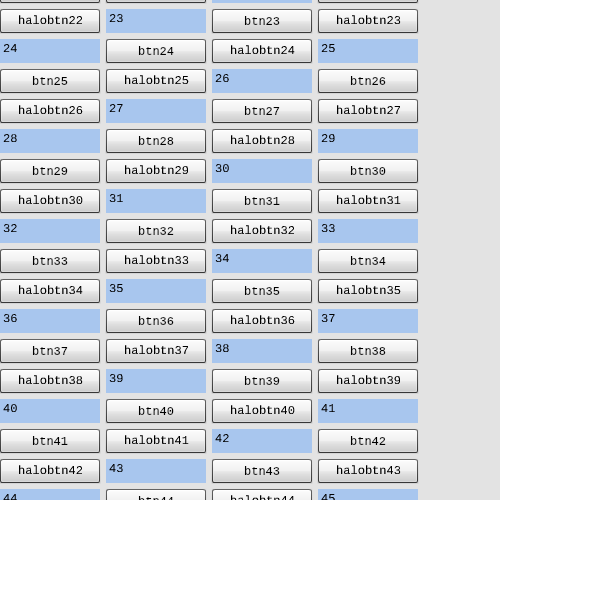 halobtn22 23 btn23 halobtn23
24 btn24 halobtn24 25
btn25 halobtn25 26 btn26
halobtn26 27 btn27 halobtn27
28 btn28 halobtn28 29
btn29 halobtn29 30 btn30
halobtn30 31 btn31 halobtn31
32 btn32 halobtn32 33
btn33 halobtn33 34 btn34
halobtn34 35 btn35 halobtn35
36 btn36 halobtn36 37
btn37 halobtn37 38 btn38
halobtn38 39 btn39 halobtn39
40 btn40 halobtn40 41
btn41 halobtn41 42 btn42
halobtn42 43 btn43 halobtn43
44 btn44 halobtn44 45